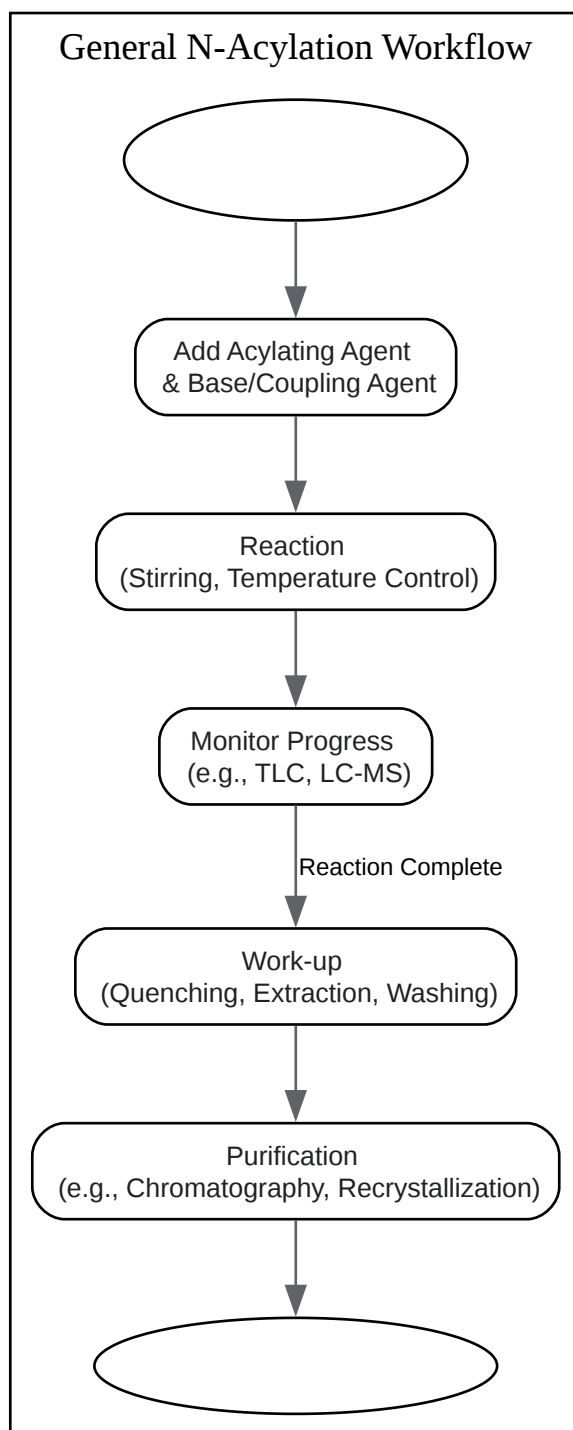 General N-Acylation Workflow
Add Acylating Agent
& Base/Coupling Agent
Reaction
(Stirring, Temperature Control)
Monitor Progress
(e.g., TLC, LC-MS)
Reaction Complete
Work-up
(Quenching, Extraction, Washing)
Purification
(e.g., Chromatography, Recrystallization)